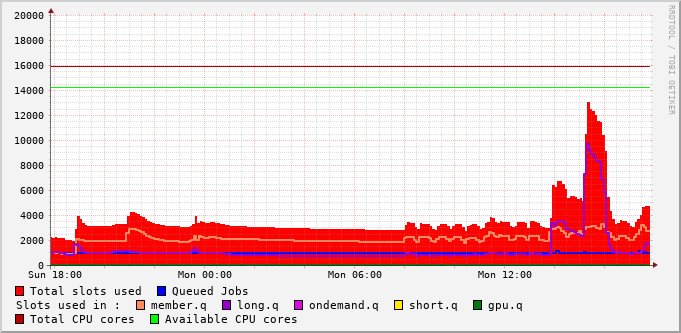 20000
18000
16000
14000
12000
10000
8000
6000
4000
2000
0
Sun 18:00 Mon 00:00 Mon 06:00 Mon 12:00
RRDTOOL / TOBI OETIKER
Total slots used Queued Jobs
Slots used in : member.q long.q ondemand.q short.q gpu.q
Total CPU cores Available CPU cores